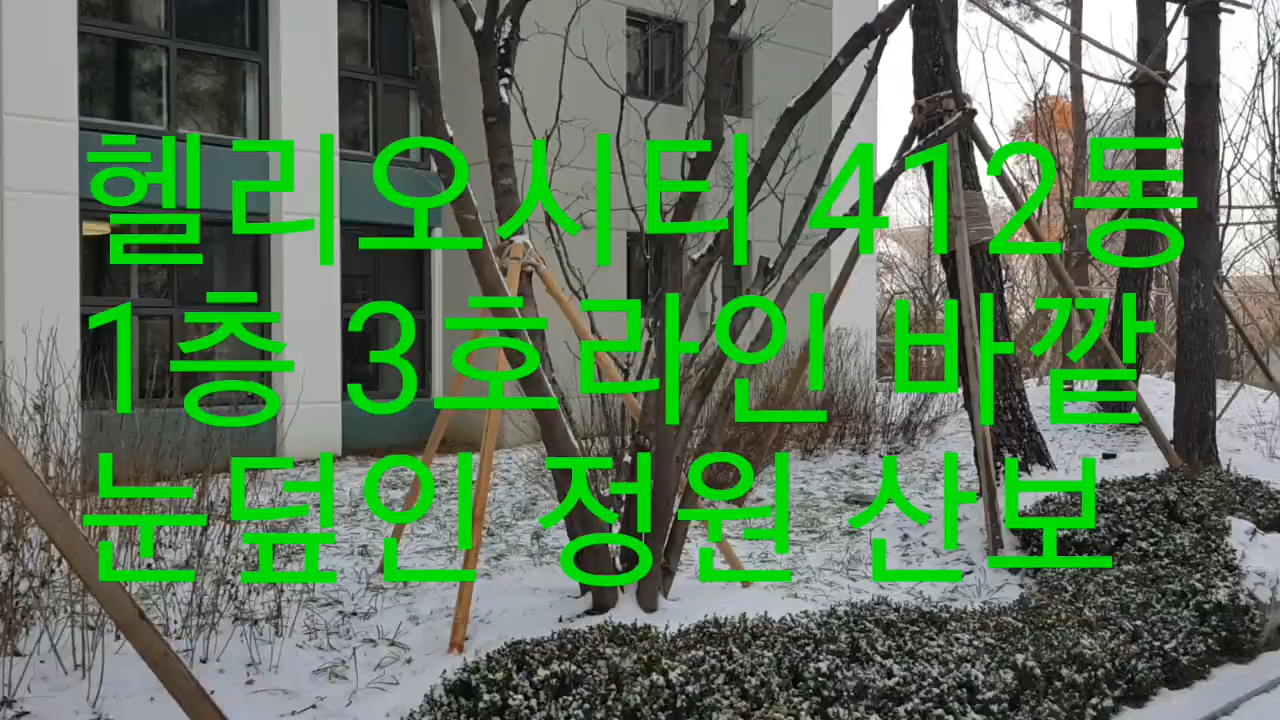 헬리오시티 412동
1층 3호라인 바깥
눈덮인 정원 산보